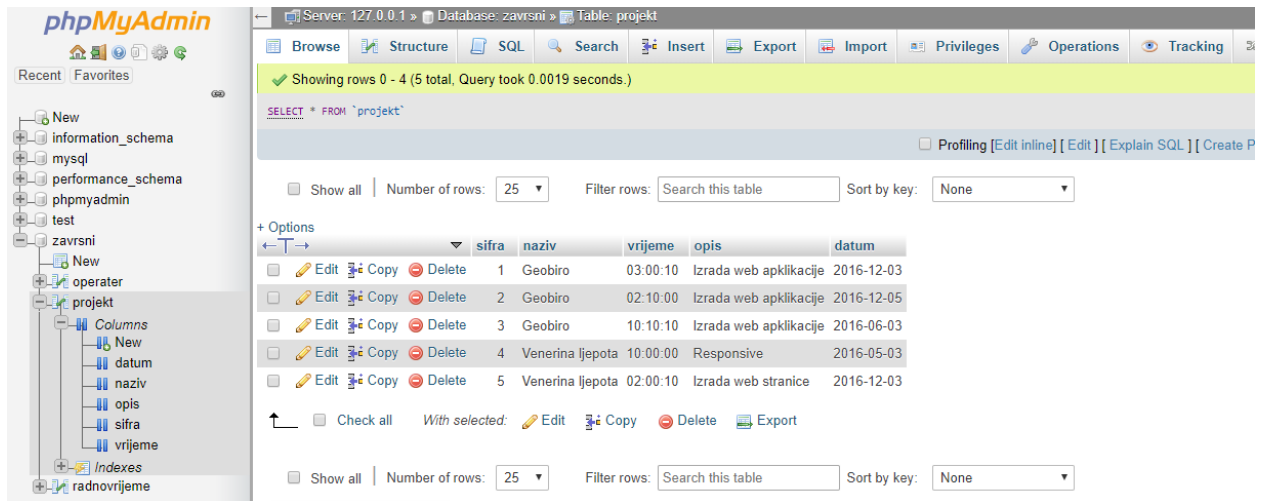 phpMyAdmin
Recent Favorites
New
information_schema
mysql
performance_schema
phpmyadmin
test
zavrsni
New
operater
projekt
Columns
New
datum
naziv
opis
sifra
vrijeme
Indexes
radnovrijeme
Server: 127.0.0.1 » Database: zavrsni » Table: projekt
Browse Structure SQL Search Insert Export Import Privileges Operations Tracking
Showing rows 0 - 4 (5 total, Query took 0.0019 seconds.)
SELECT * FROM `projekt`
Profiling [Edit inline] [ Edit ] [ Explain SQL ] [ Create P
Show all Number of rows: 25 Filter rows: Search this table Sort by key: None
+ Options
sifra naziv vrijeme opis datum
Edit Copy Delete 1 Geobiro 03:00:10 Izrada web apklikacije 2016-12-03
Edit Copy Delete 2 Geobiro 02:10:00 Izrada web apklikacije 2016-12-05
Edit Copy Delete 3 Geobiro 10:10:10 Izrada web apklikacije 2016-06-03
Edit Copy Delete 4 Venerina ljepota 10:00:00 Responsive 2016-05-03
Edit Copy Delete 5 Venerina ljepota 02:00:10 Izrada web stranice 2016-12-03
Check all With selected: Edit Copy Delete Export
Show all Number of rows: 25 Filter rows: Search this table Sort by key: None